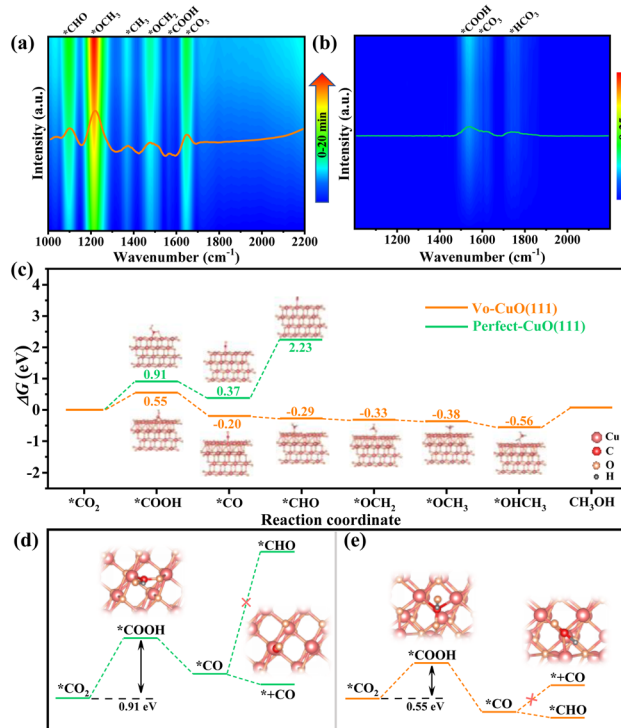 (a)
*CHO
*OCH3
*CH3
*OCH2
*COOH
*CO3
Intensity (a.u.)
1000 1200 1400 1600 1800 2000 2200
Wavenumber (cm-1)
0-20 min
(b)
*COOH
*CO3
*HCO3
Intensity (a.u.)
1200 1400 1600 1800 2000
Wavenumber (cm-1)
(c)
ΔG (eV)
4
3
2
1
0
-1
-2
Vo-CuO(111)
Perfect-CuO(111)
2.23
0.91
0.37
0.55
-0.20
-0.29
-0.33
-0.38
-0.56
Cu
C
O
H
*CO2 *COOH *CO *CHO *OCH2 *OCH3 *OHCH3 CH3OH
Reaction coordinate
(d)
*CHO
*COOH
*CO2
*CO
*+CO
0.91 eV
(e)
*COOH
*+CO
*CO2
*CO
*CHO
0.55 eV